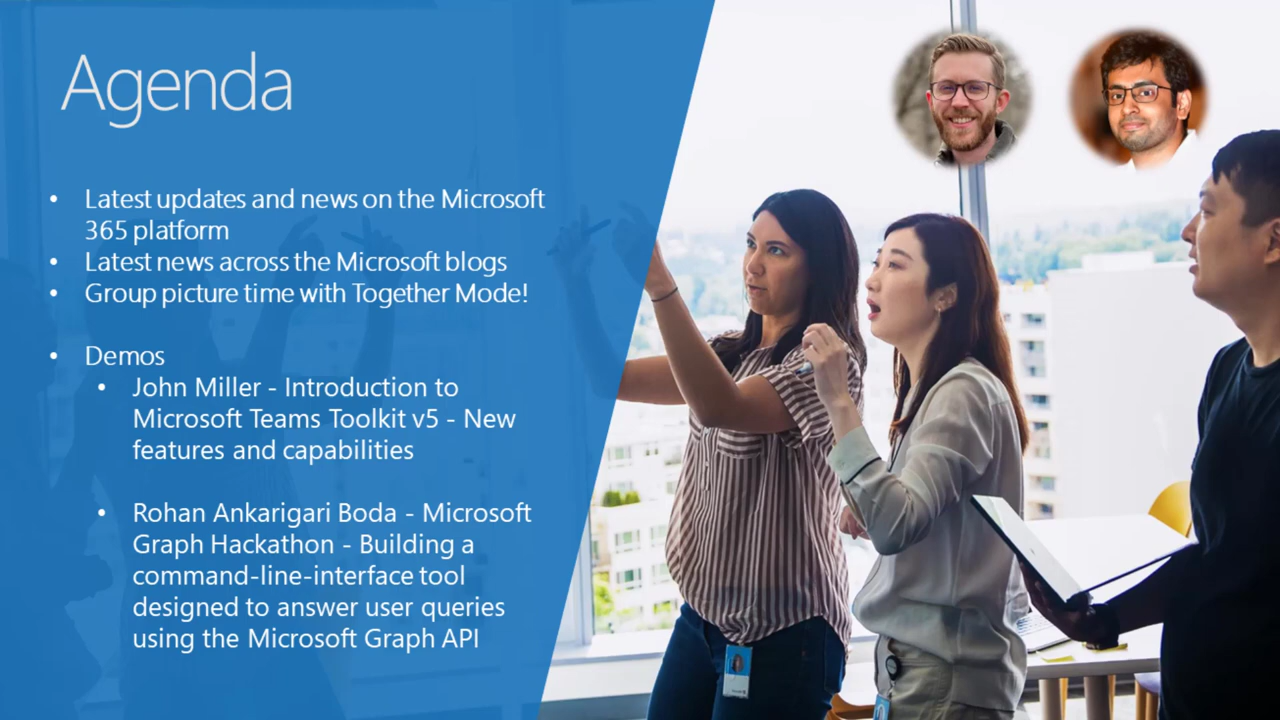 Agenda
• Latest updates and news on the Microsoft
365 platform
• Latest news across the Microsoft blogs
• Group picture time with Together Mode!
• Demos
• John Miller - Introduction to
Microsoft Teams Toolkit v5 - New
features and capabilities
• Rohan Ankarigari Boda - Microsoft
Graph Hackathon - Building a
command-line-interface tool
designed to answer user queries
using the Microsoft Graph API